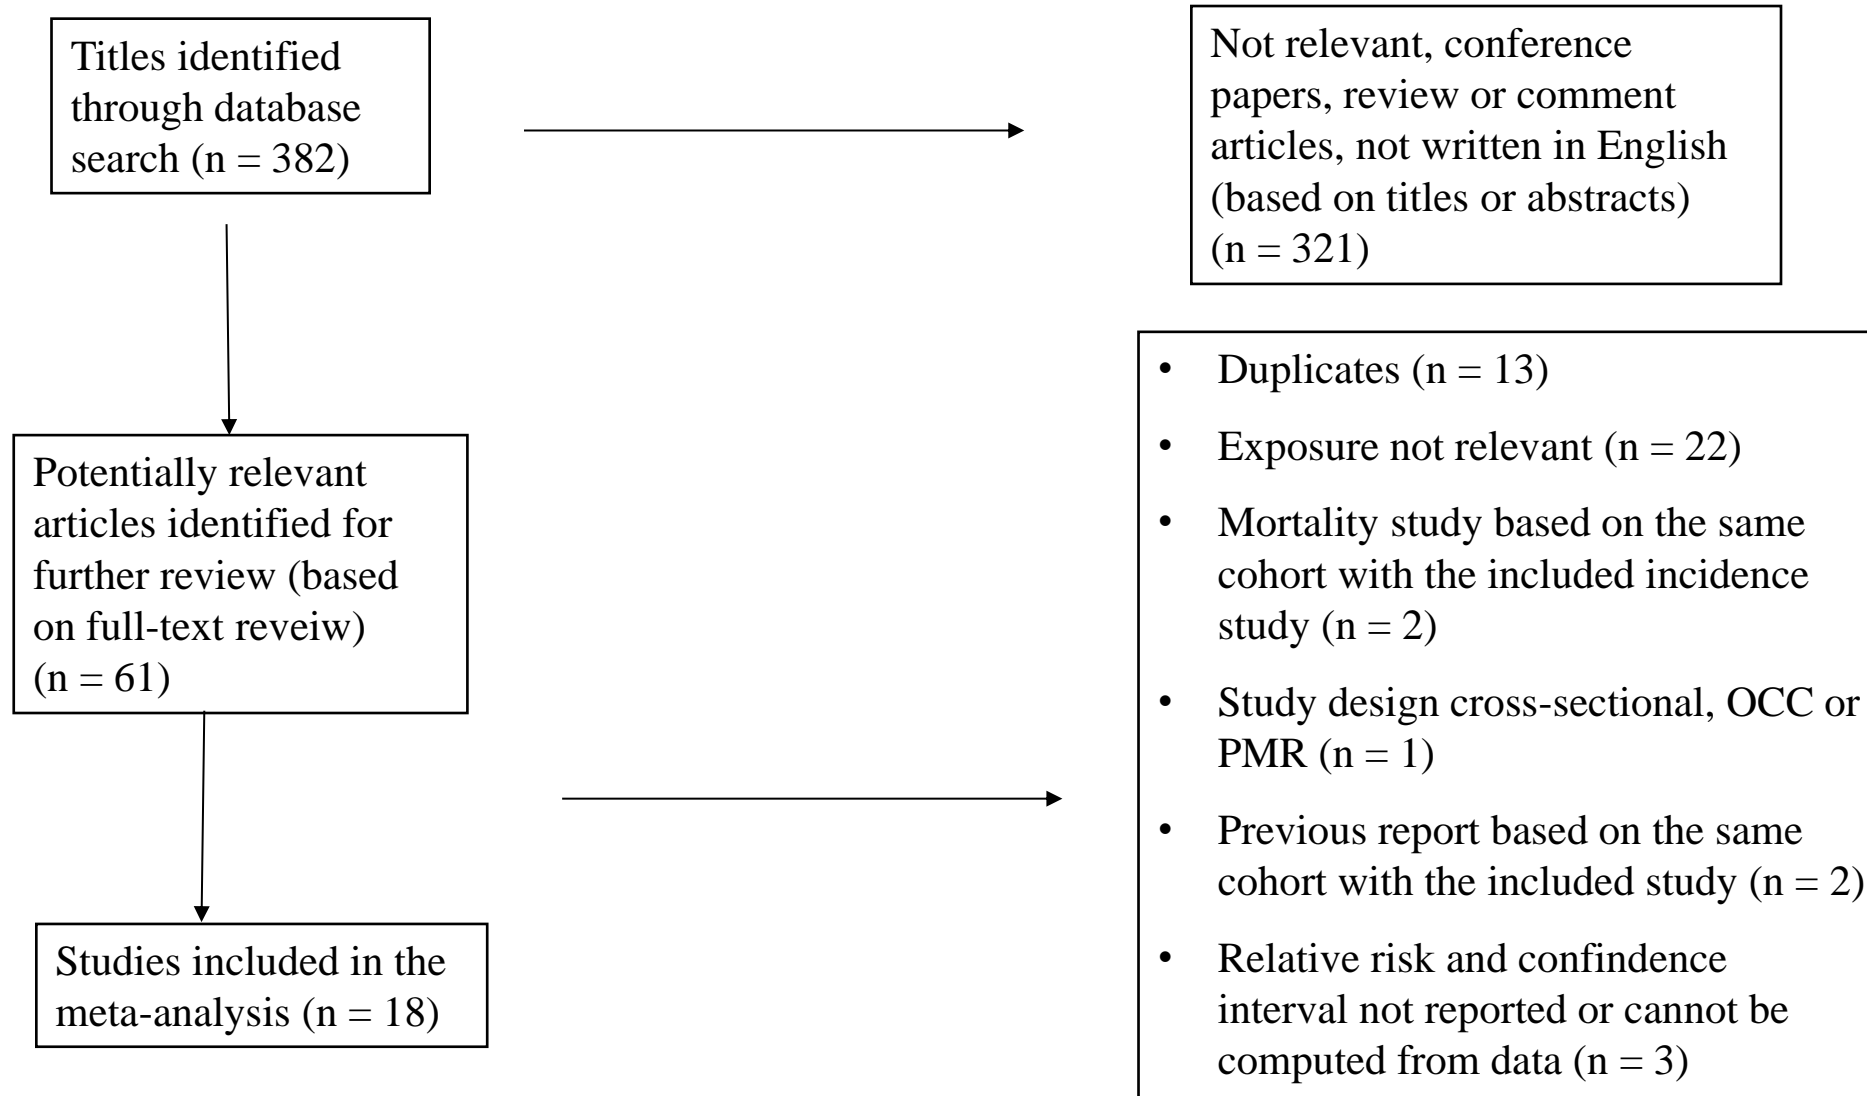 Titles identified
through database
search (n = 382)
Not relevant, conference
papers, review or comment
articles, not written in English
(based on titles or abstracts)
(n = 321)
Potentially relevant
articles identified for
further review (based
on full-text reveiw)
(n = 61)
• Duplicates (n = 13)
• Exposure not relevant (n = 22)
• Mortality study based on the same
cohort with the included incidence
study (n = 2)
• Study design cross-sectional, OCC or
PMR (n = 1)
• Previous report based on the same
cohort with the included study (n = 2)
• Relative risk and confindence
interval not reported or cannot be
computed from data (n = 3)
Studies included in the
meta-analysis (n = 18)